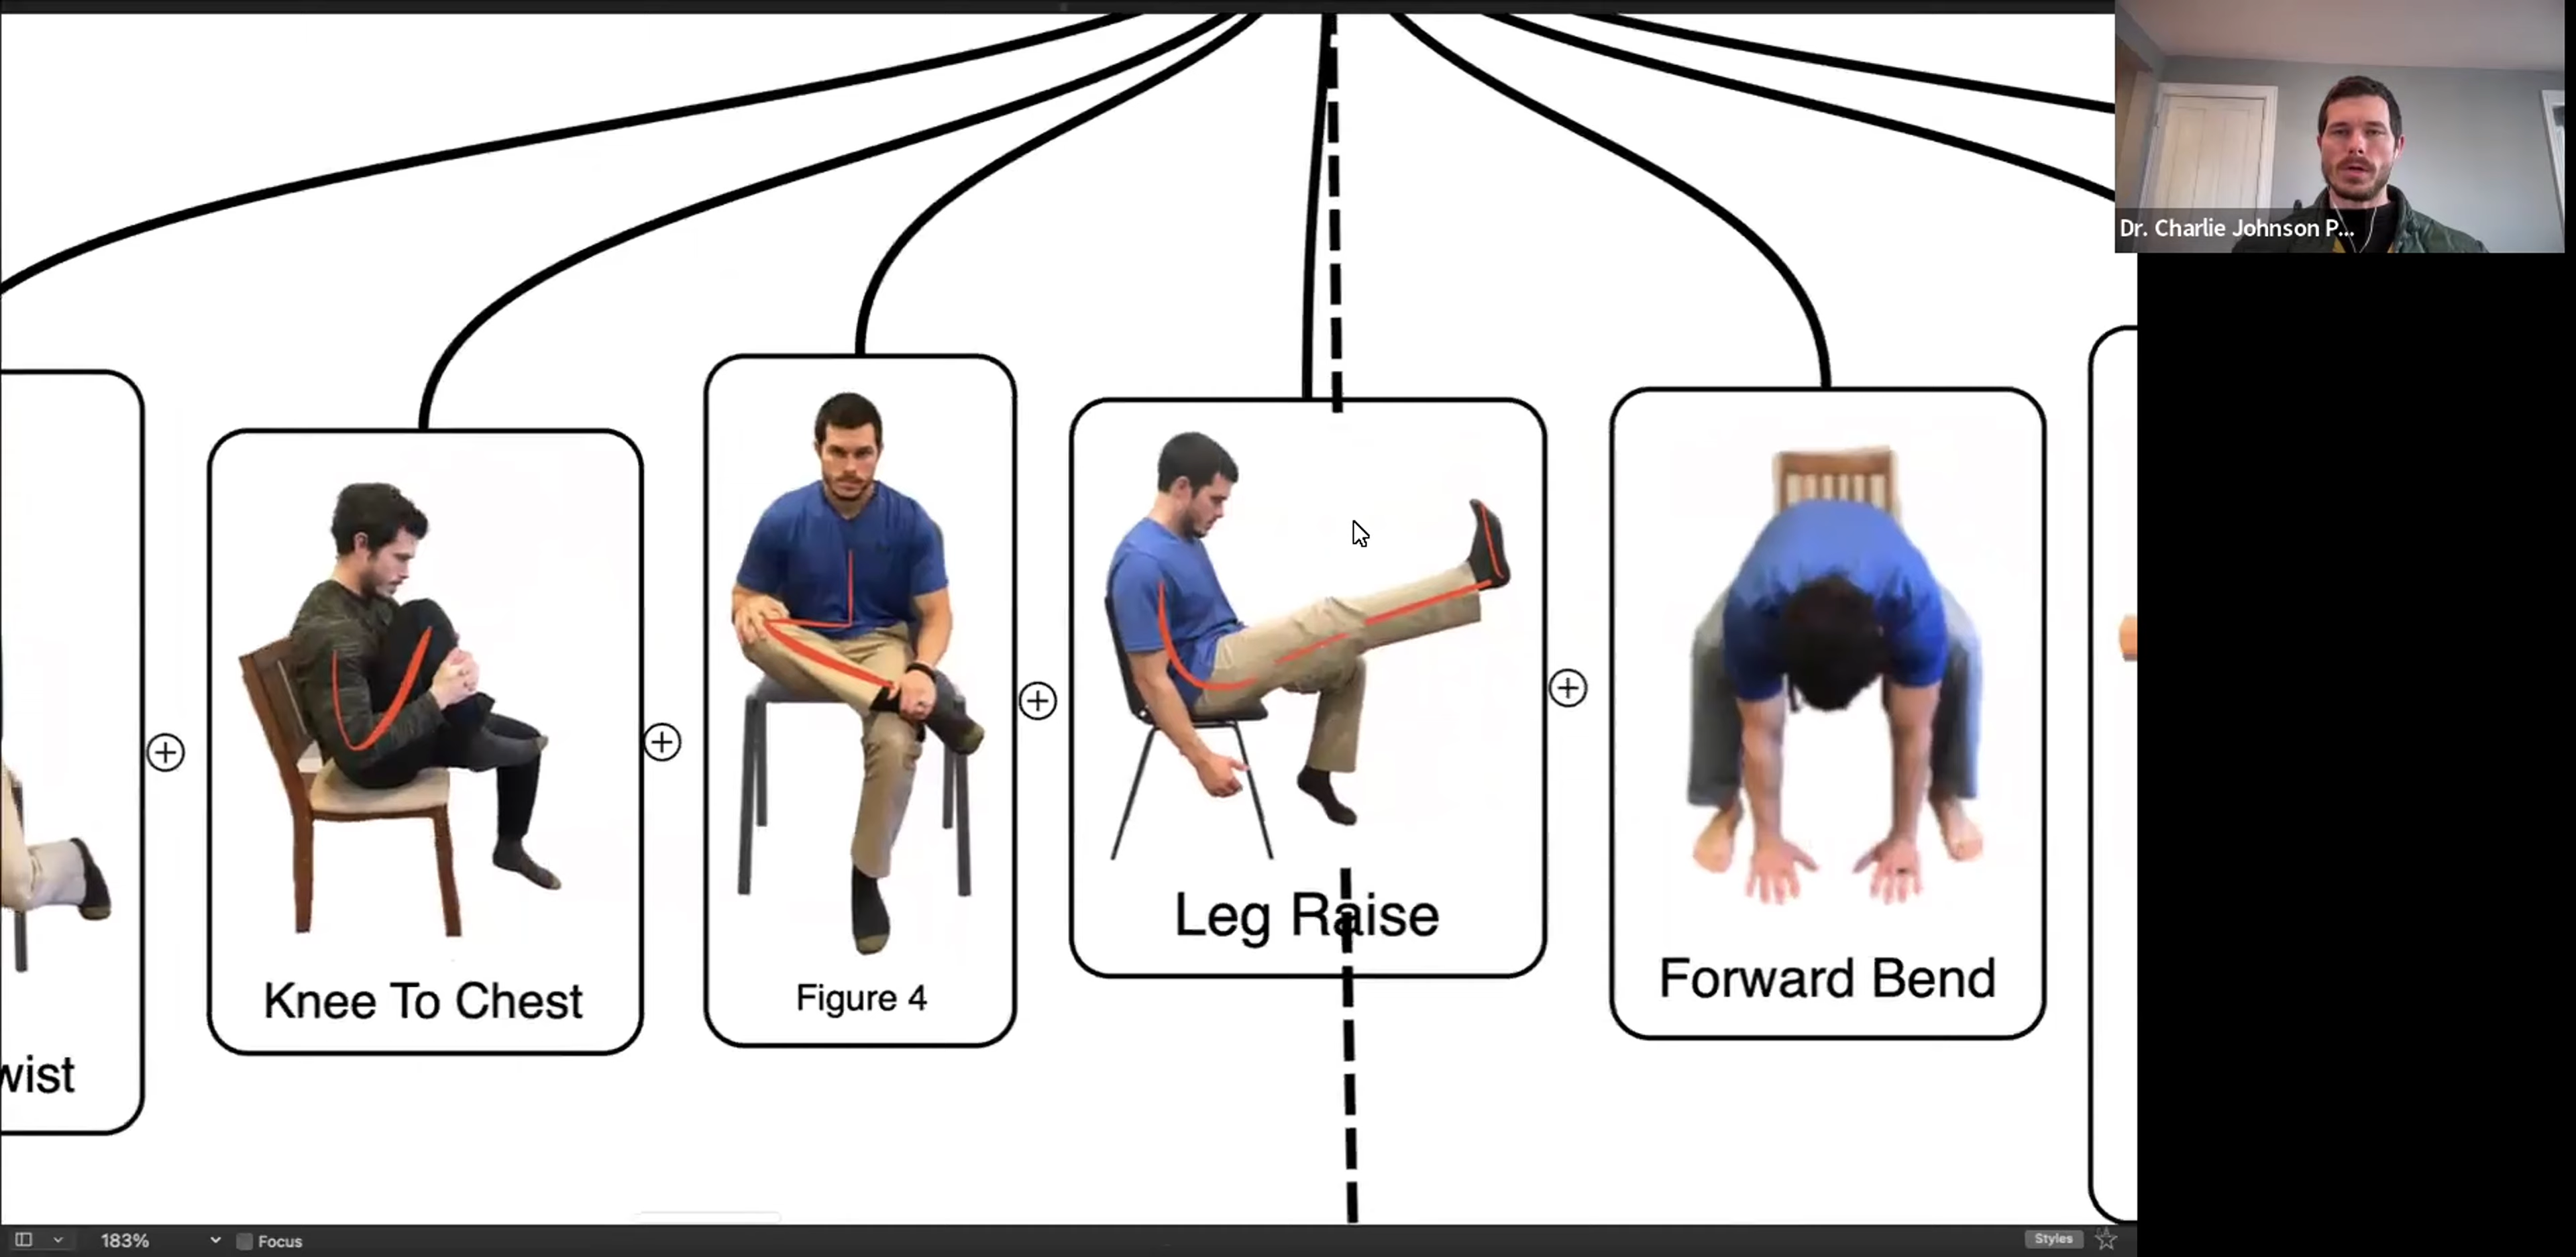 Dr. Charlie Johnson P...
Knee To Chest
Figure 4
Leg Raise
Forward Bend
wist
183%
Focus
Styles